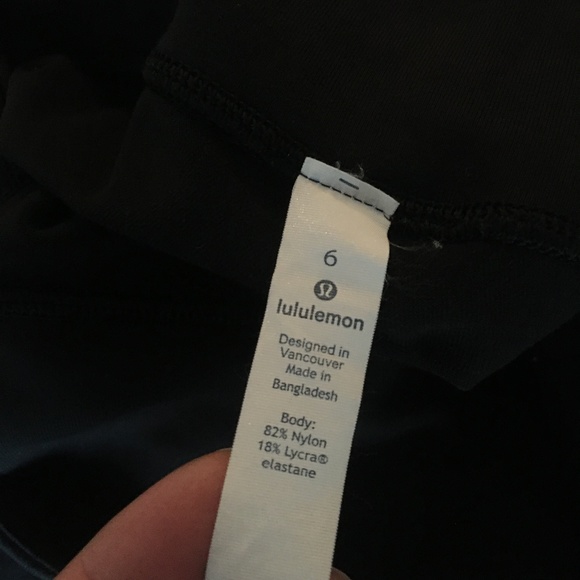 6
lululemon
Designed in
Vancouver
Made in
Bangladesh
Body:
82% Nylon
18% Lycra®
elastane